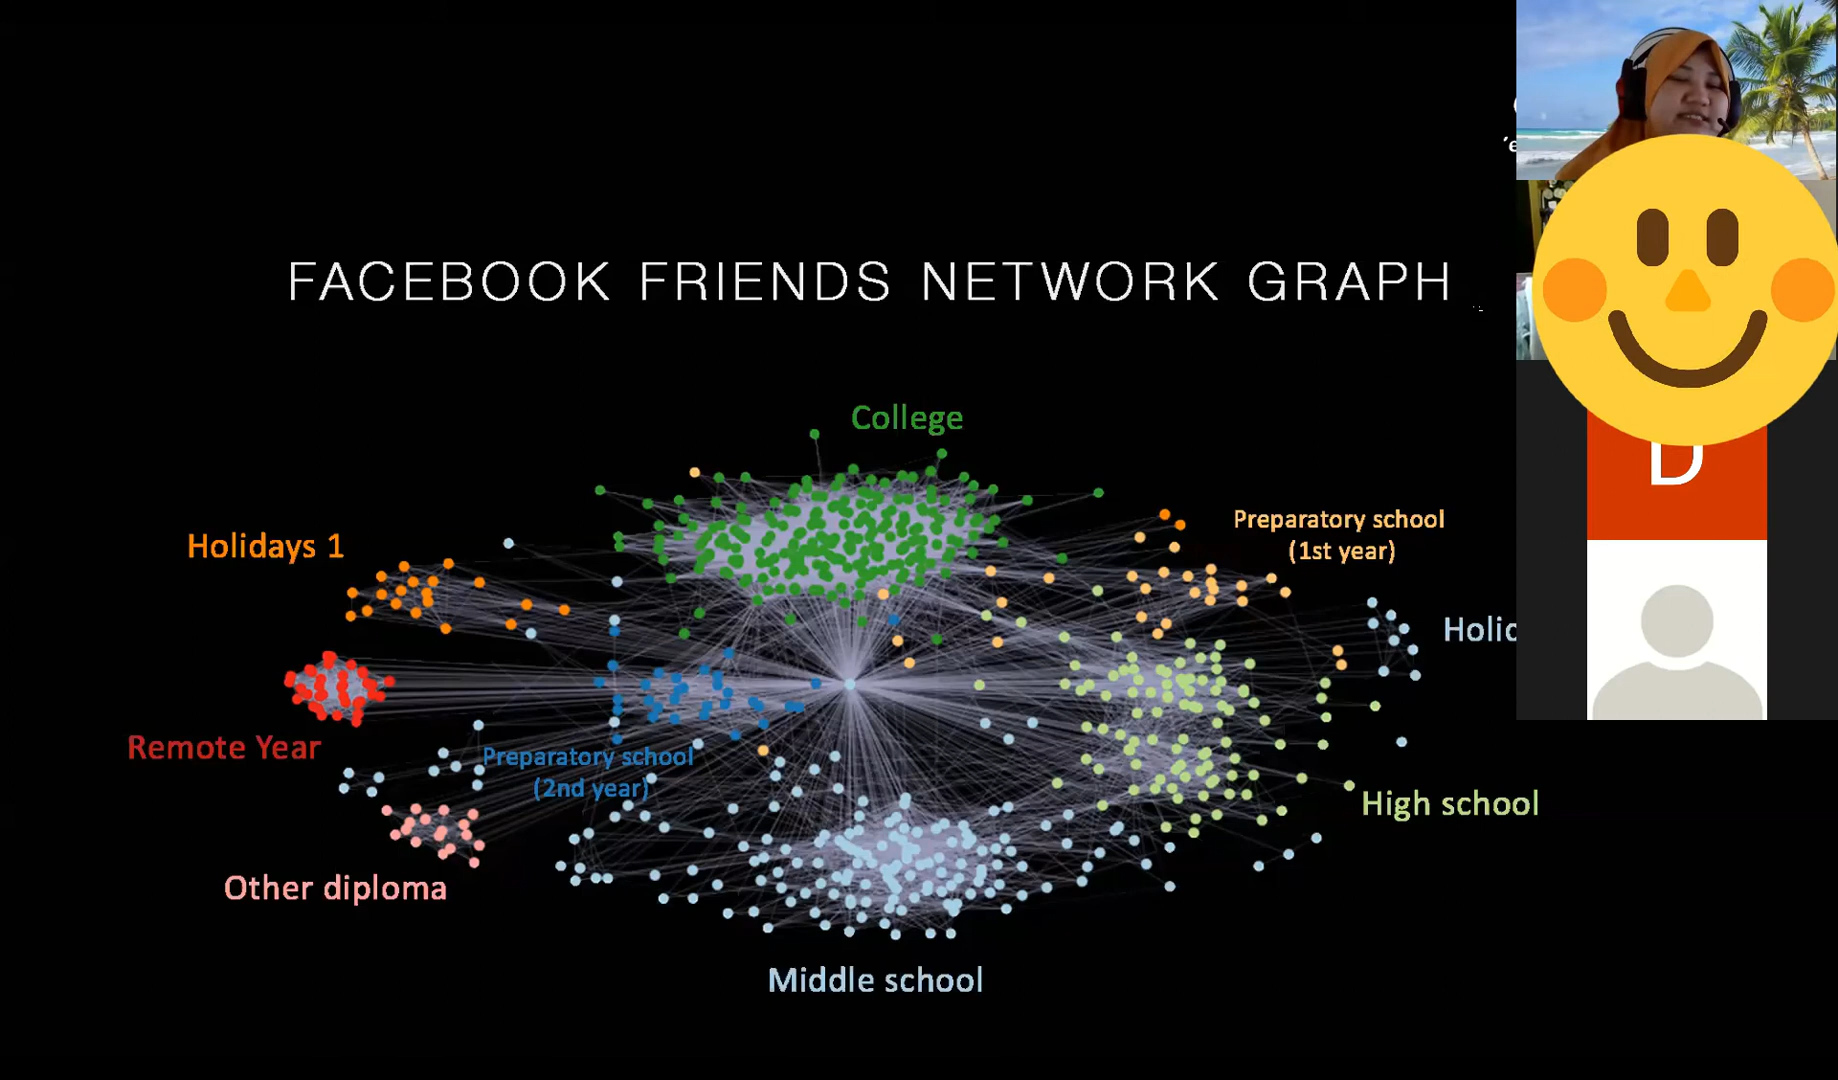 FACEBOOK FRIENDS NETWORK GRAPH
College
Preparatory school
(1st year)
Holidays 1
Remote Year
Preparatory school
(2nd year)
High school
Other diploma
Middle school
D